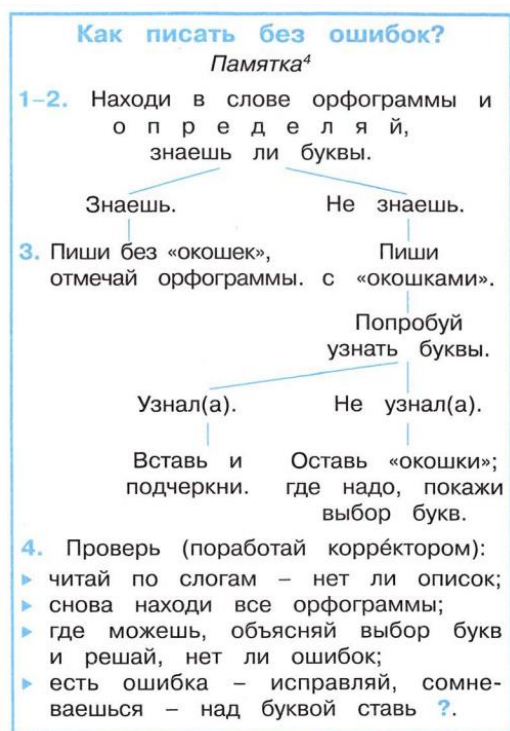 Как писать без ошибок?
Памятка⁴
1–2. Находи в слове орфограммы и
о п р е д е л я й,
знаешь ли буквы.
Знаешь. Не знаешь.
3. Пиши без «окошек», Пиши
отмечай орфограммы. с «окошками».
Попробуй
узнать буквы.
Узнал(а). Не узнал(а).
Вставь и Оставь «окошки»;
подчеркни. где надо, покажи
выбор букв.
4. Проверь (поработай корре́ктором):
▸ читай по слогам – нет ли описок;
▸ снова находи все орфограммы;
▸ где можешь, объясняй выбор букв
и решай, нет ли ошибок;
▸ есть ошибка – исправляй, сомне-
ваешься – над буквой ставь ?.